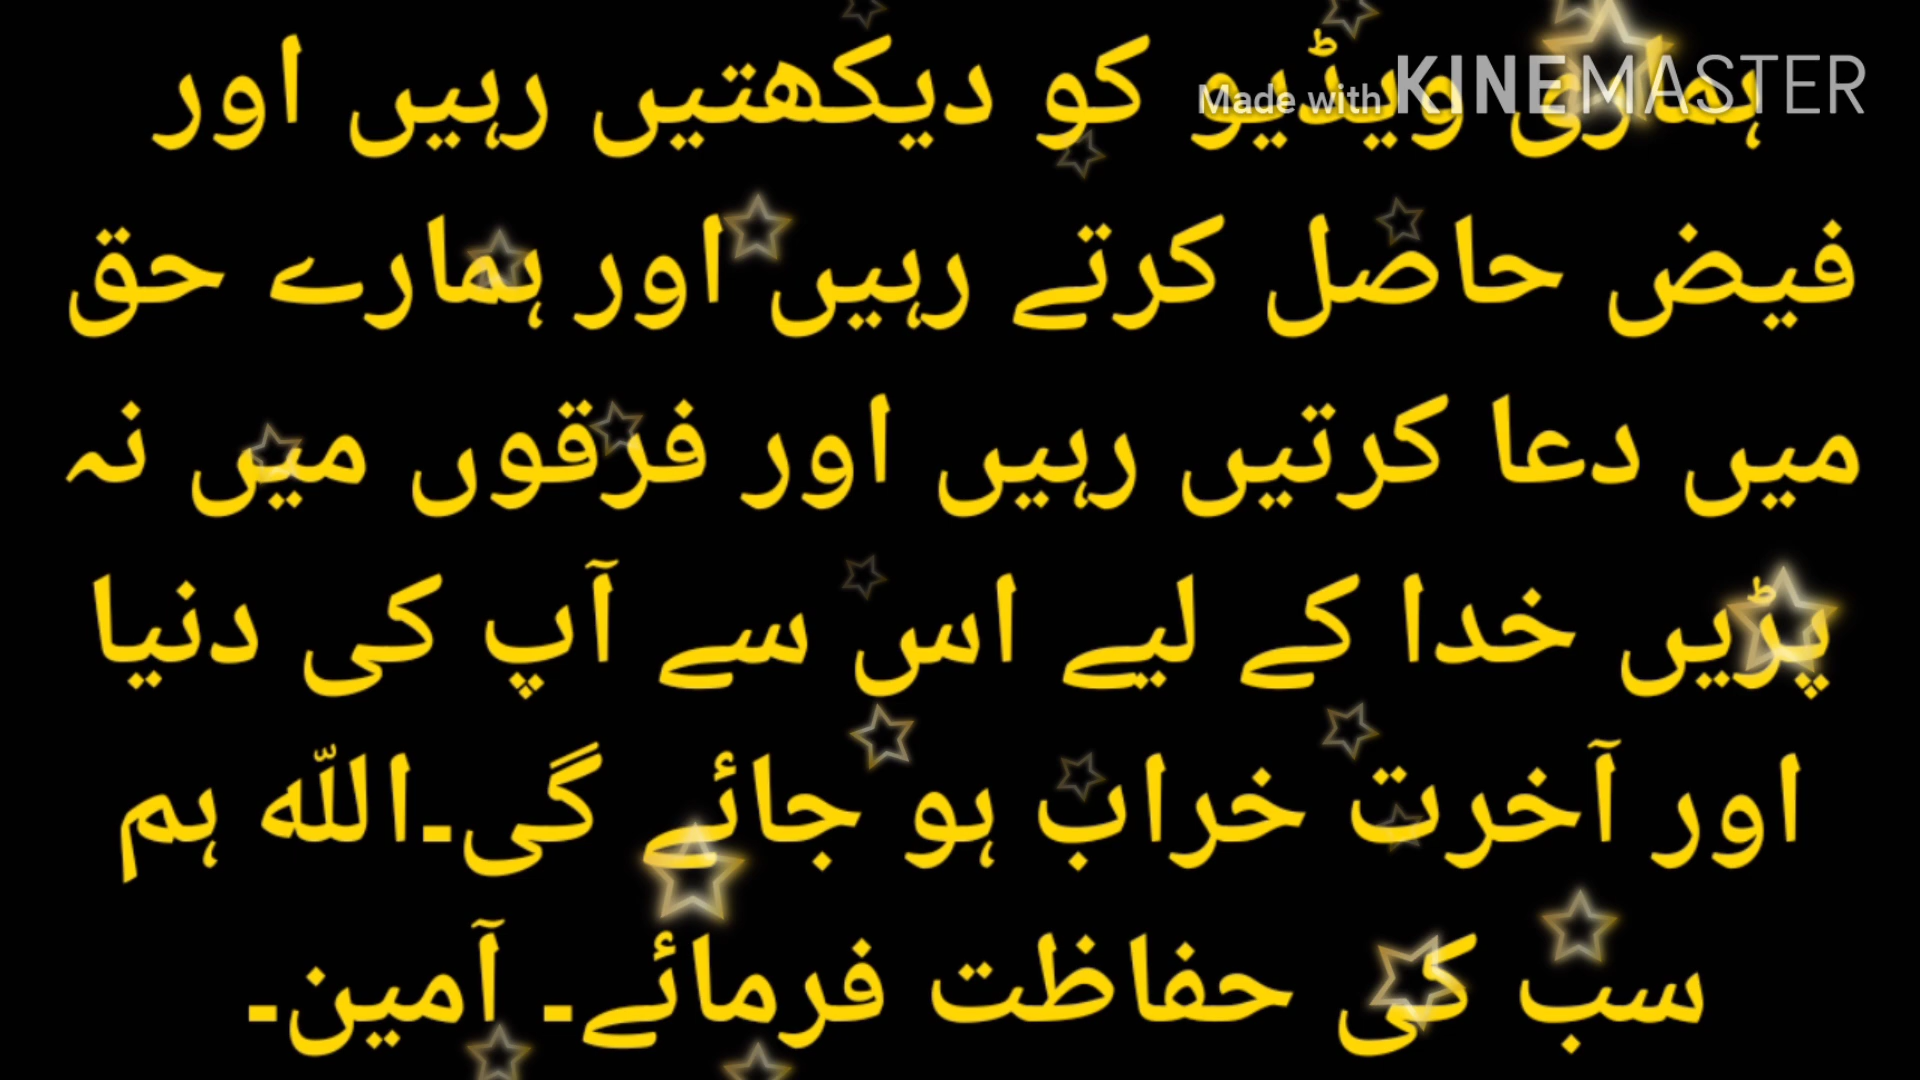 ہماری ویڈیو کو دیکھتیں رہیں اور
Made with KINEMASTER
فیض حاصل کرتے رہیں اور ہمارے حق
میں دعا کرتیں رہیں اور فرقوں میں نہ
پڑیں خدا کے لیے اس سے آپ کی دنیا
اور آخرت خراب ہو جائے گی۔اللّٰہ ہم
سب کی حفاظت فرمائے۔ آمین۔